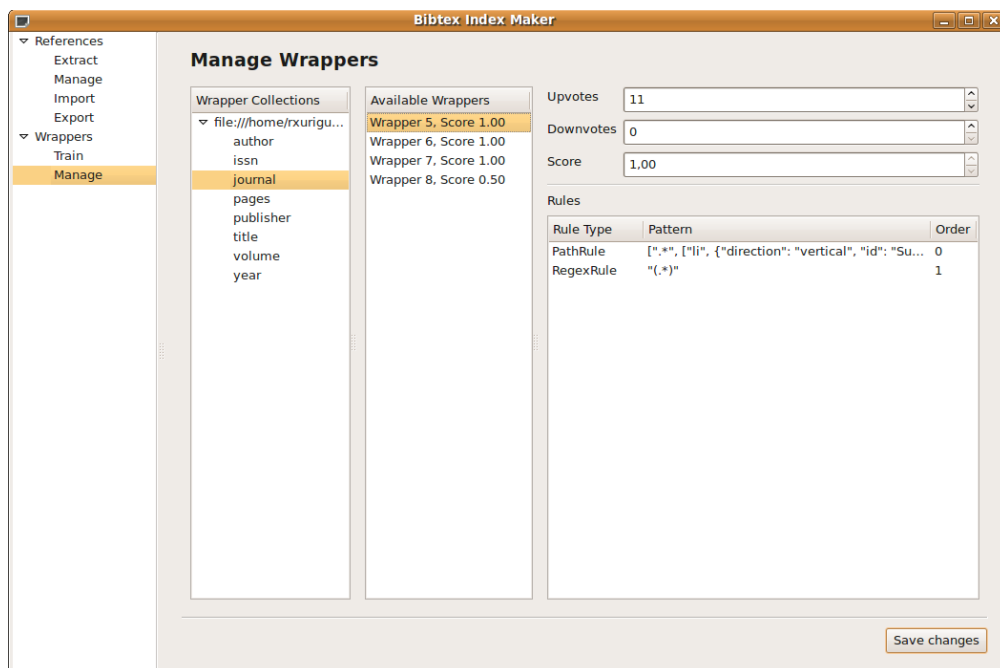 Bibtex Index Maker
References
Extract
Manage
Import
Export
Wrappers
Train
Manage
Manage Wrappers
Wrapper Collections
file:///home/rxurigu...
author
issn
journal
pages
publisher
title
volume
year
Available Wrappers
Wrapper 5, Score 1.00
Wrapper 6, Score 1.00
Wrapper 7, Score 1.00
Wrapper 8, Score 0.50
Upvotes 11
Downvotes 0
Score 1,00
Rules
Rule Type Pattern Order
PathRule [".*", ["li", {"direction": "vertical", "id": "Su... 0
RegexRule "(.*)" 1
Save changes